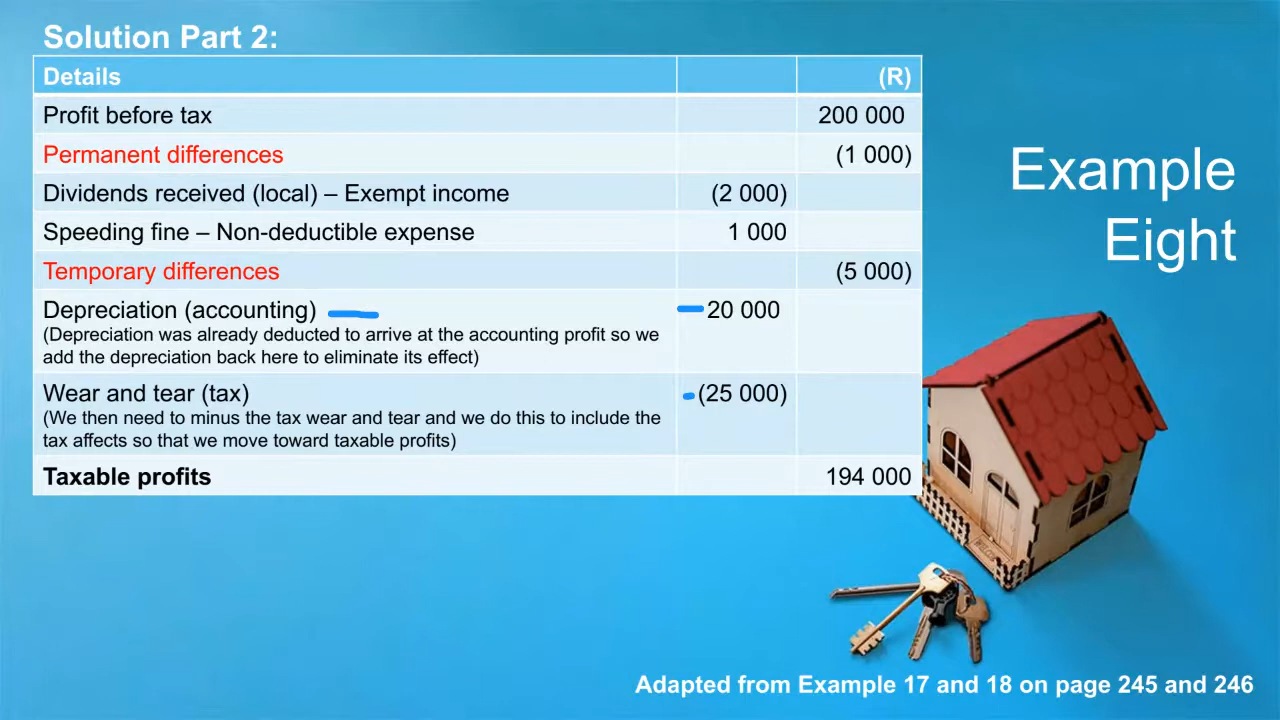 Solution Part 2:
Details (R)
Profit before tax 200 000
Permanent differences (1 000)
Dividends received (local) – Exempt income (2 000)
Speeding fine – Non-deductible expense 1 000
Temporary differences (5 000)
Depreciation (accounting) 20 000
(Depreciation was already deducted to arrive at the accounting profit so we
add the depreciation back here to eliminate its effect)
Wear and tear (tax) (25 000)
(We then need to minus the tax wear and tear and we do this to include the
tax affects so that we move toward taxable profits)
Taxable profits 194 000
Example
Eight
WELCOME
Adapted from Example 17 and 18 on page 245 and 246